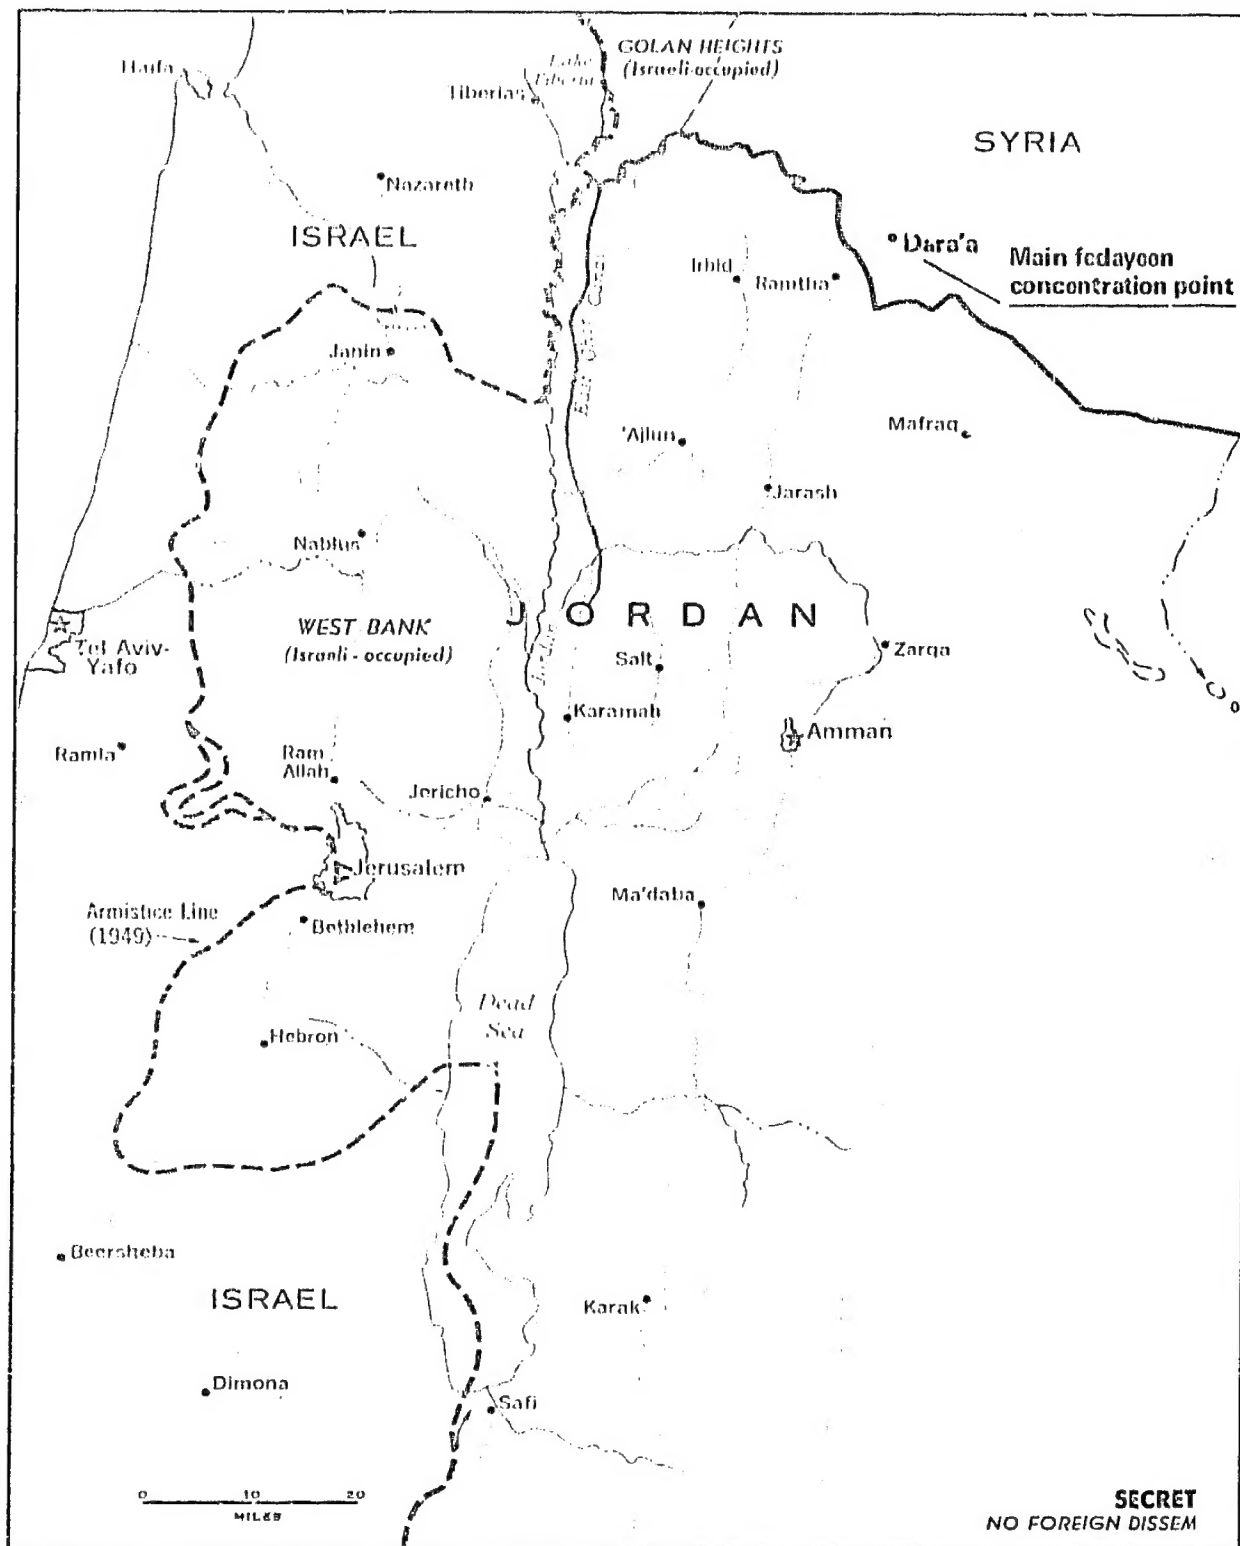 GOLAN HEIGHTS
(Israeli-occupied)
Haifa
Lake
Tiberias
SYRIA
Nazareth
ISRAEL
Dara'a
Main fedayeen
concentration point
Irbid
Ramtha
Janin
'Ajlun
Mafraq
Jarash
Nablus
JORDAN
WEST BANK
(Israeli-occupied)
Tel Aviv-
Yafo
Salt
Zarqa
Karamah
Amman
Ramla
Ram
Allah
Jericho
Jerusalem
Ma'daba
Armistice Line
(1949)
Bethlehem
Dead
Sea
Hebron
Beersheba
ISRAEL
Karak
Dimona
Safi
0 10 20
MILES
SECRET
NO FOREIGN DISSEM